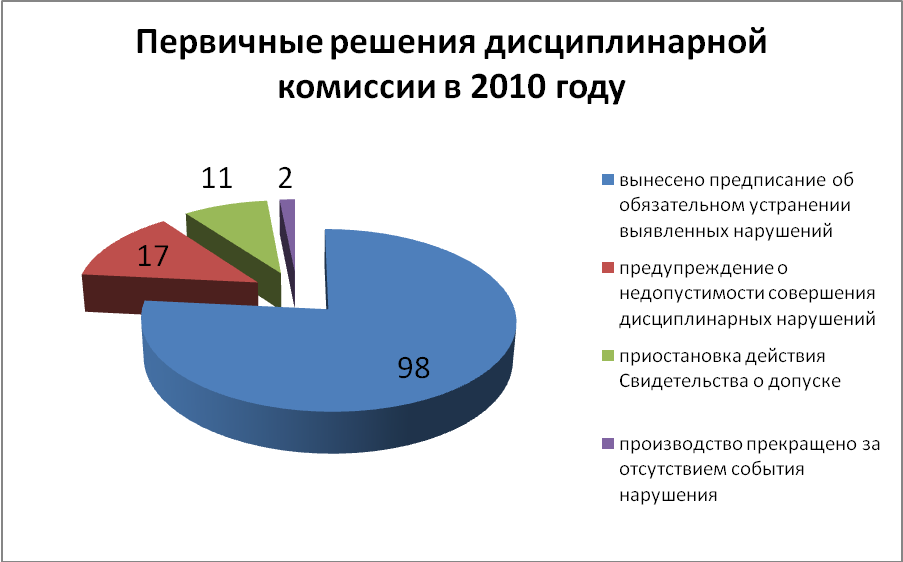 Первичные решения дисциплинарной
комиссии в 2010 году
11
2
17
98
вынесено предписание об
обязательном устранении
выявленных нарушений
предупреждение о
недопустимости совершения
дисциплинарных нарушений
приостановка действия
Свидетельства о допуске
производство прекращено за
отсутствием события
нарушения